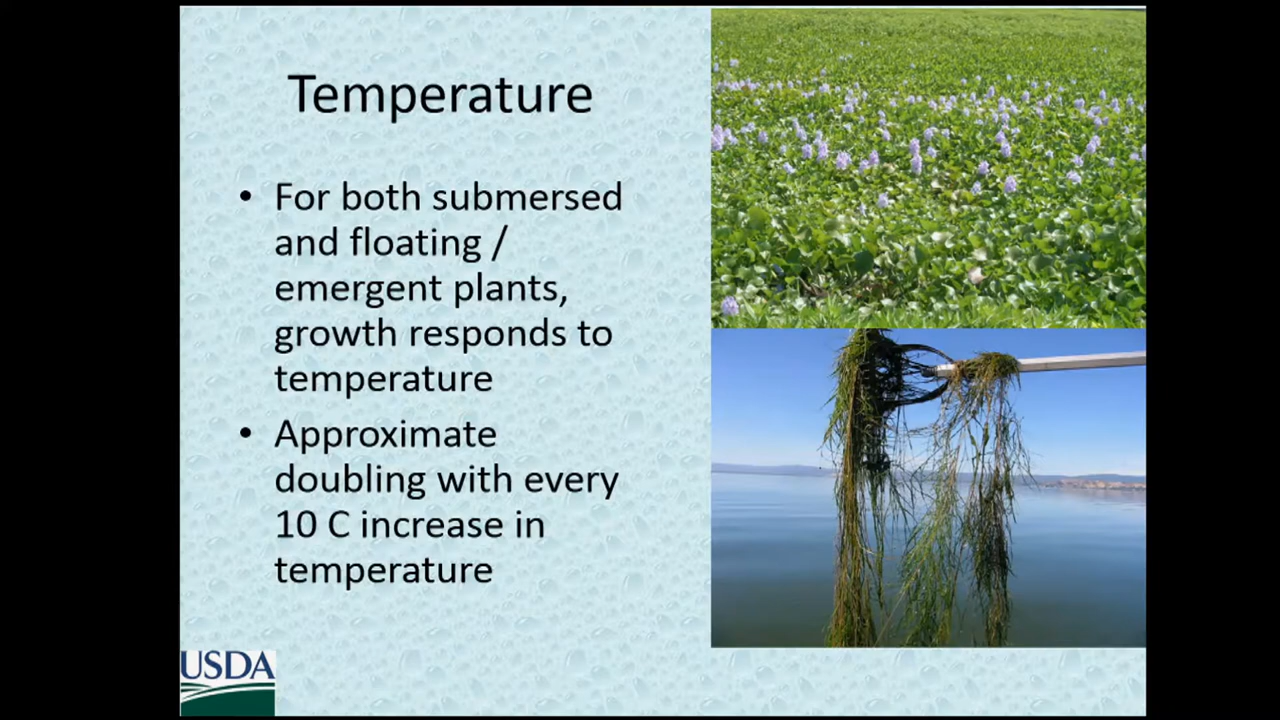 Temperature
• For both submersed
and floating /
emergent plants,
growth responds to
temperature
• Approximate
doubling with every
10 C increase in
temperature
USDA